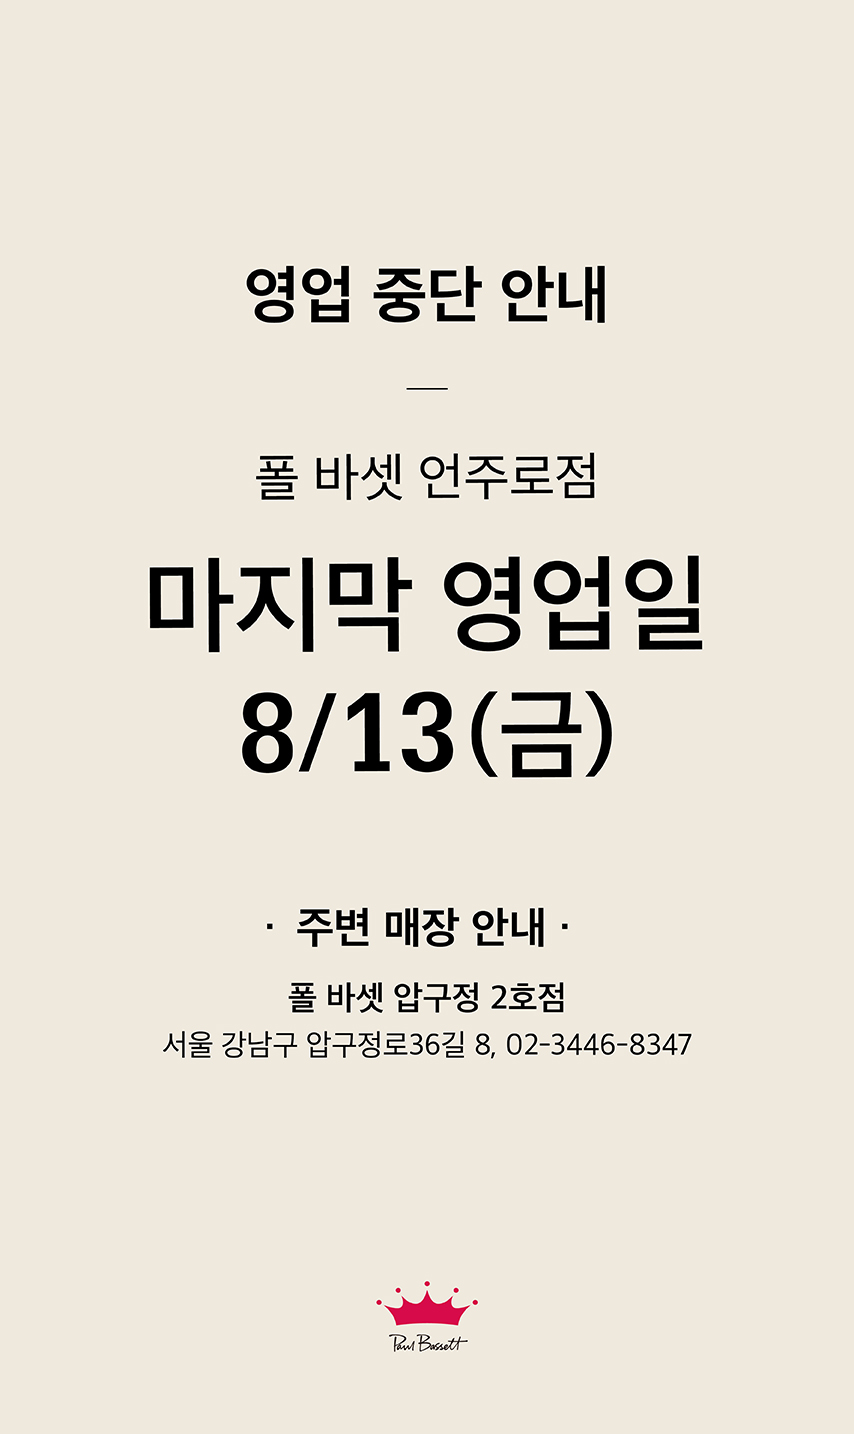 영업 중단 안내
폴 바셋 언주로점
마지막 영업일
8/13(금)
· 주변 매장 안내 ·
폴 바셋 압구정 2호점
서울 강남구 압구정로36길 8, 02-3446-8347
Paul Bassett